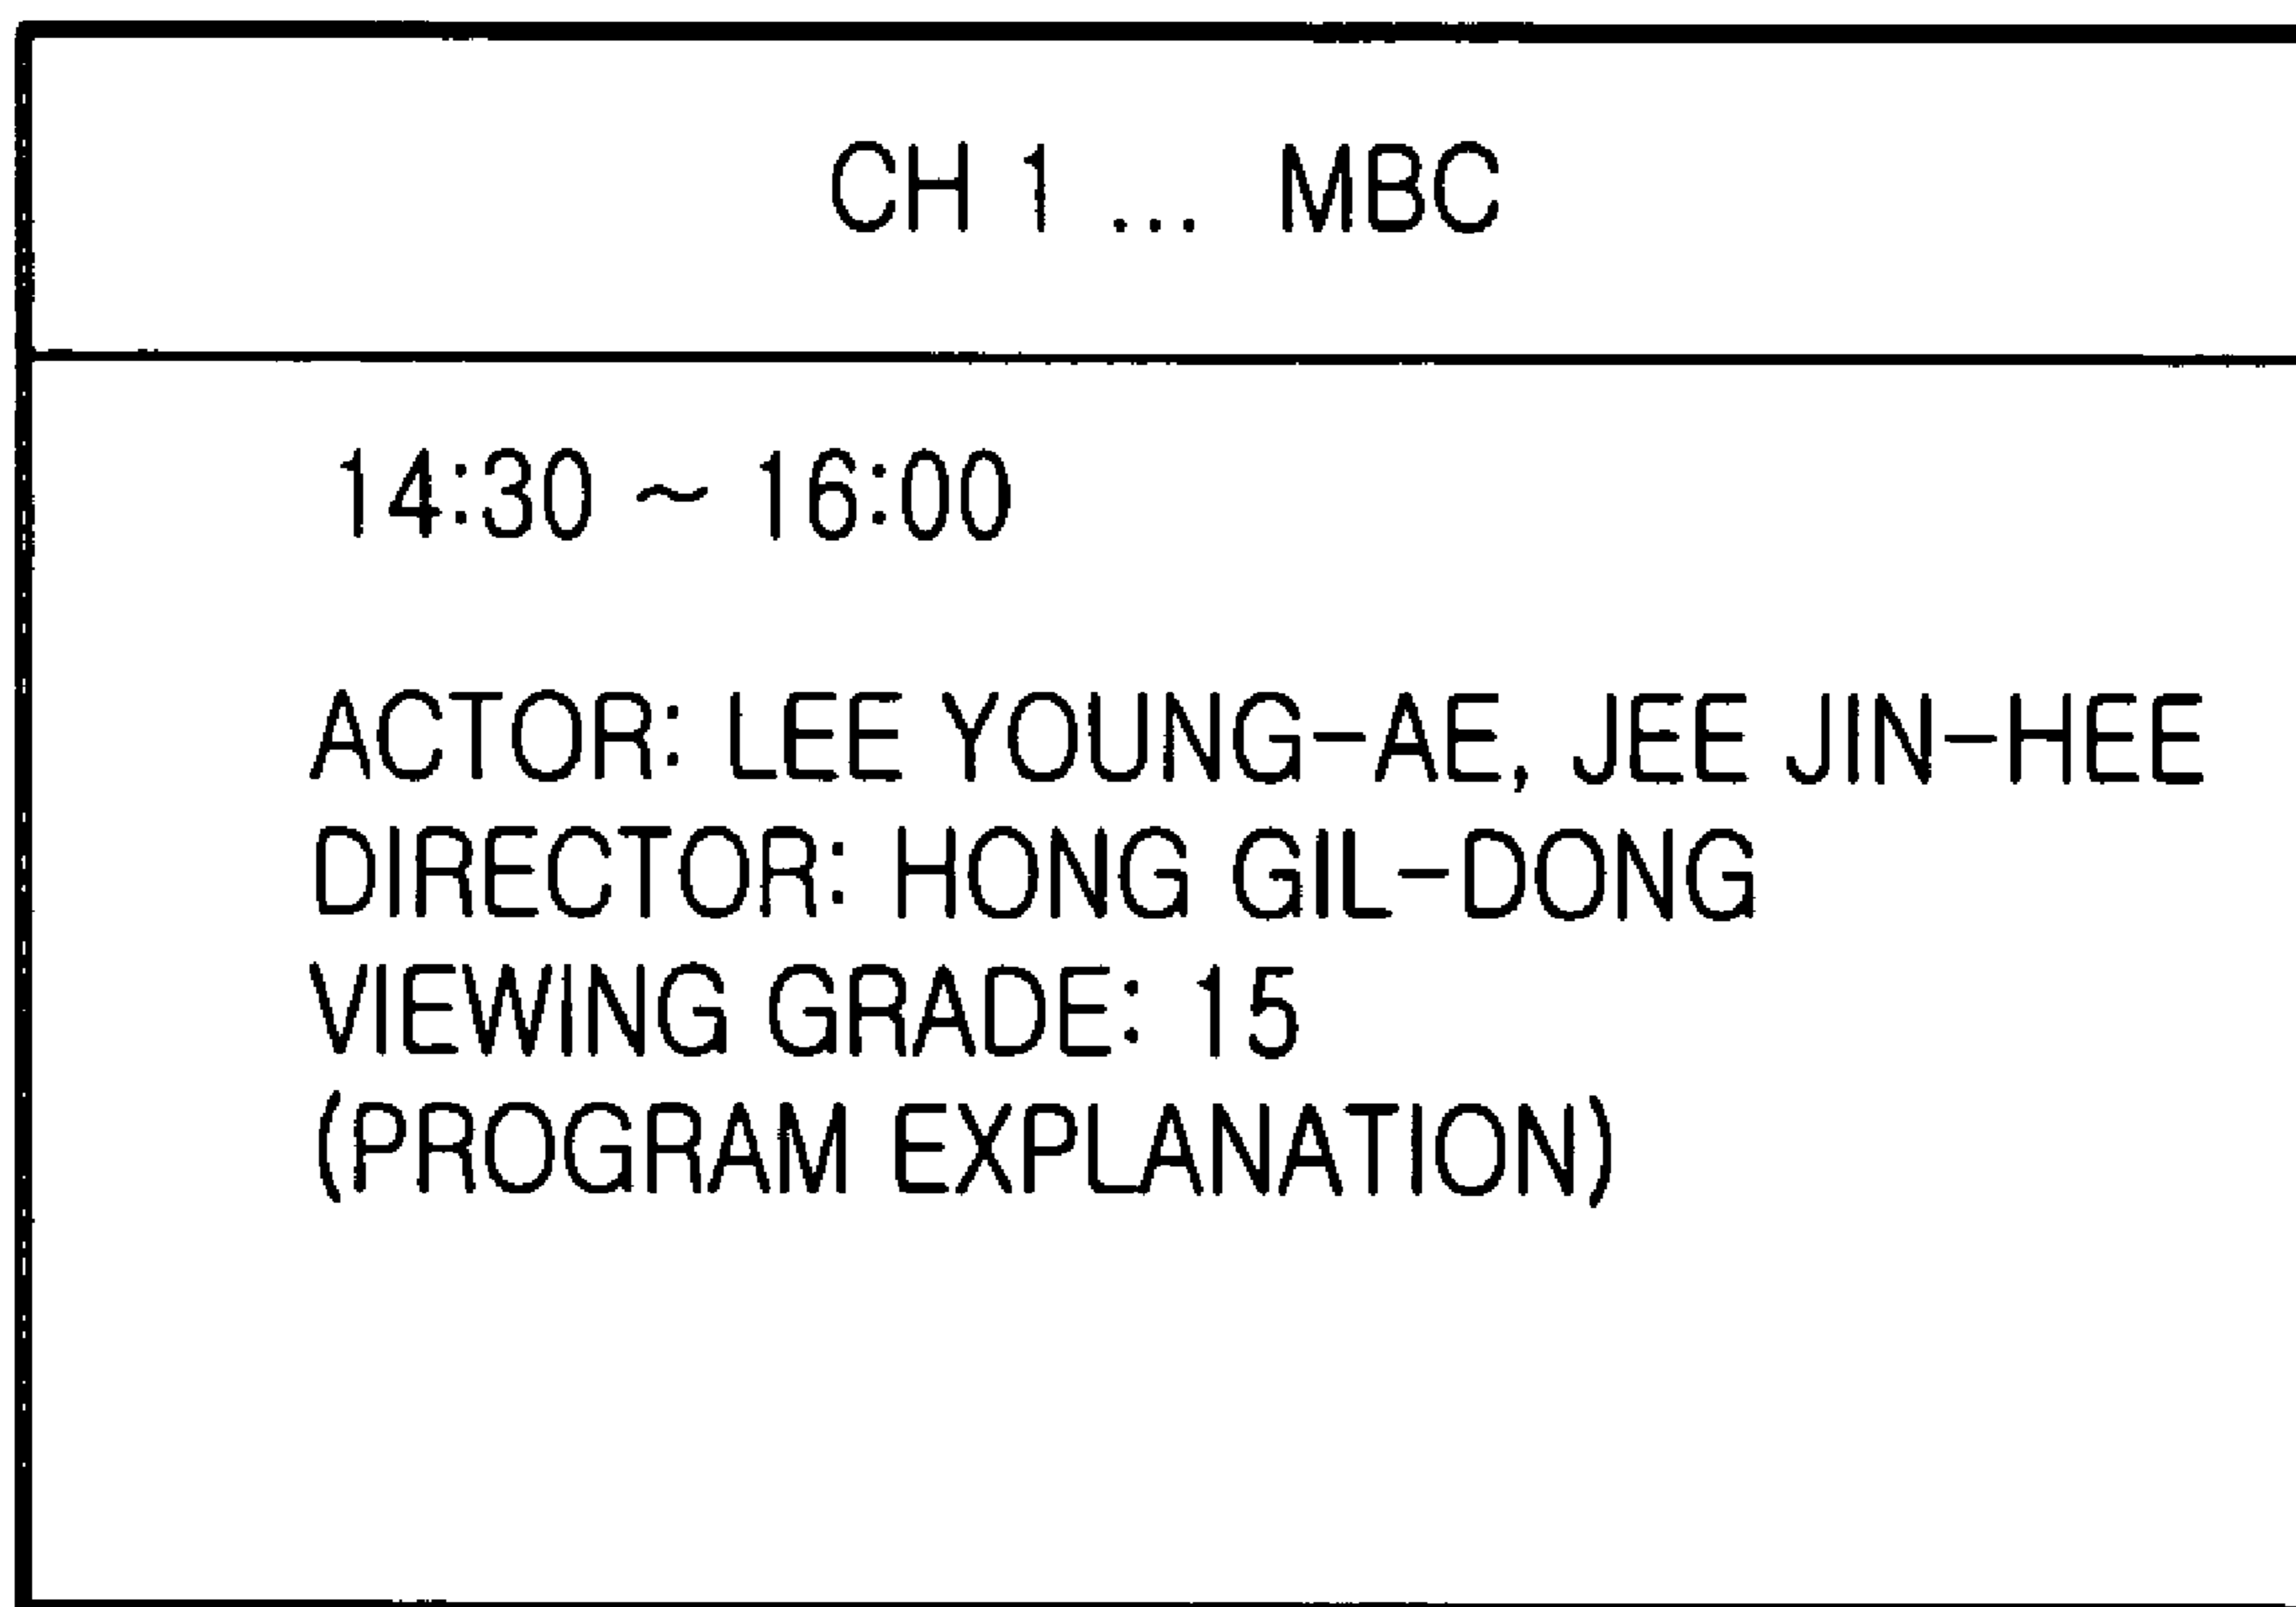 CH 1 ... MBC
14:30 ~ 16:00
ACTOR: LEE YOUNG-AE, JEE JIN-HEE
DIRECTOR: HONG GIL-DONG
VIEWING GRADE: 15
(PROGRAM EXPLANATION)